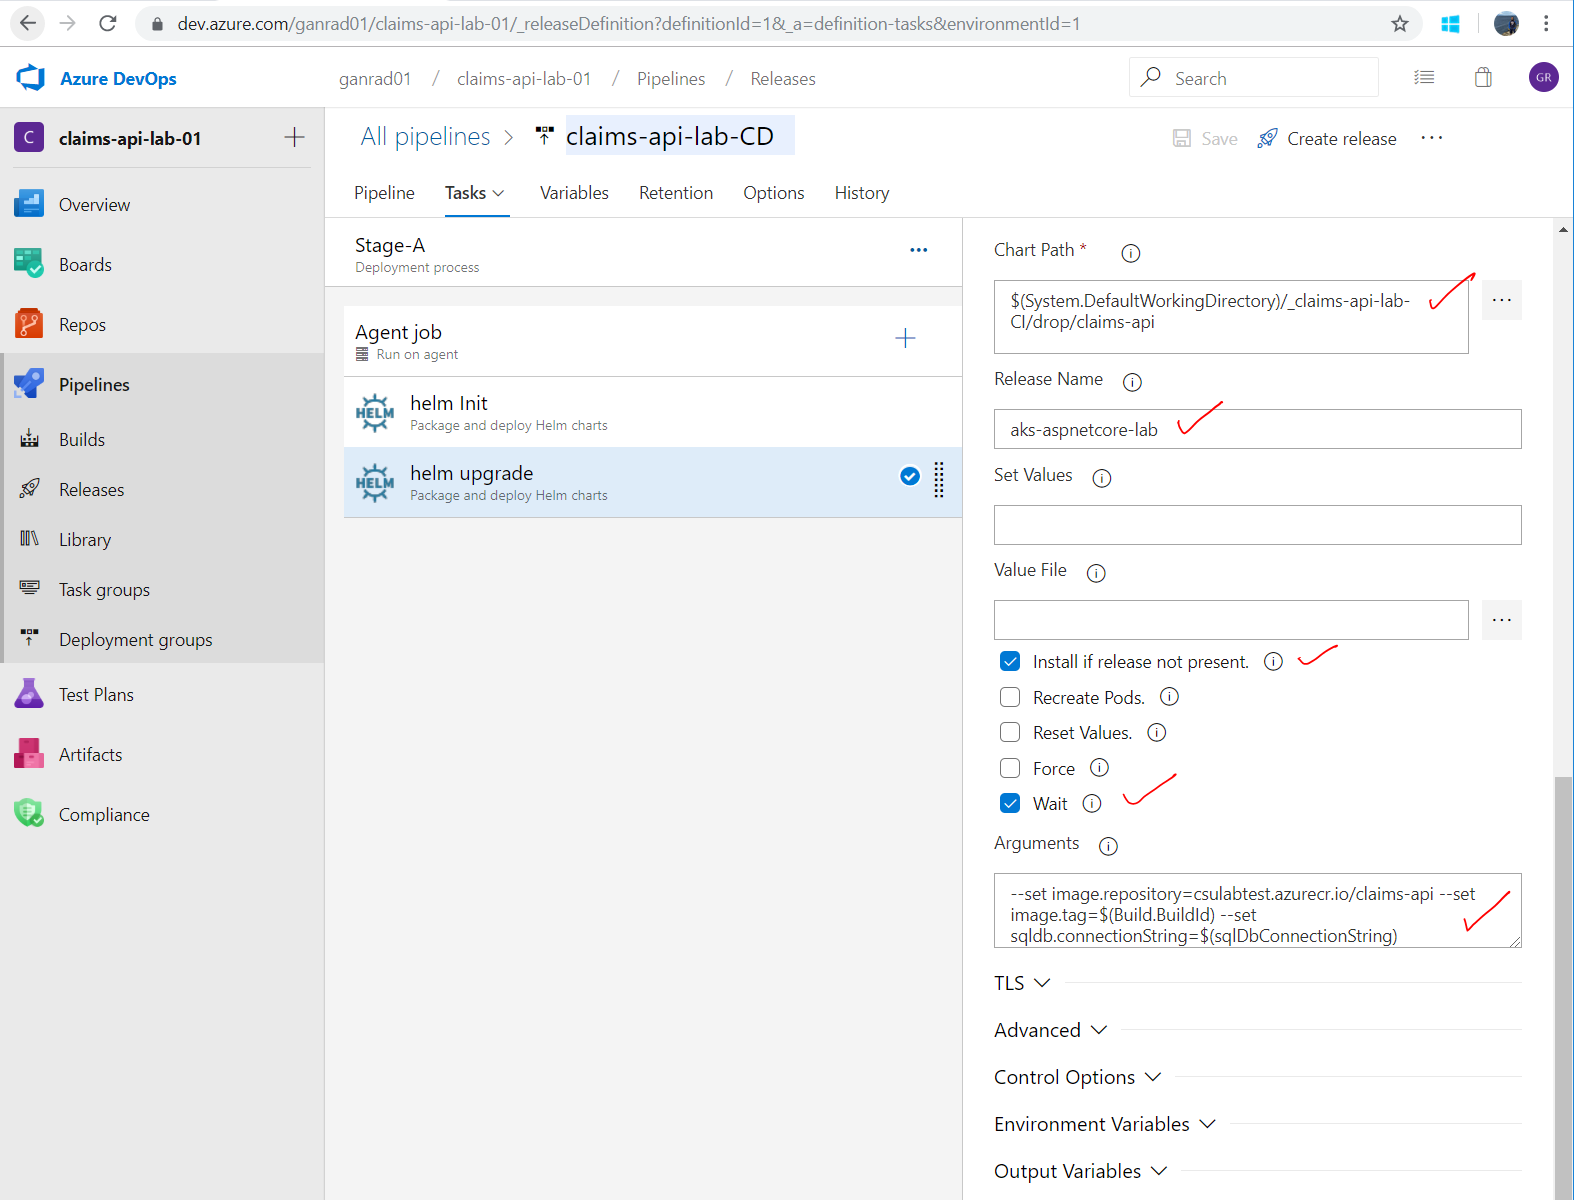 dev.azure.com/ganrad01/claims-api-lab-01/_releaseDefinition?definitionId=1&_a=definition-tasks&environmentId=1
Azure DevOps
ganrad01 / claims-api-lab-01 / Pipelines / Releases
Search
GR
C
claims-api-lab-01
Overview
Boards
Repos
Pipelines
Builds
Releases
Library
Task groups
Deployment groups
Test Plans
Artifacts
Compliance
All pipelines > claims-api-lab-CD
Save
Create release
Pipeline
Tasks
Variables
Retention
Options
History
Stage-A
Deployment process
Agent job
Run on agent
HELM
helm Init
Package and deploy Helm charts
HELM
helm upgrade
Package and deploy Helm charts
Chart Path *
$(System.DefaultWorkingDirectory)/_claims-api-lab-
CI/drop/claims-api
Release Name
aks-aspnetcore-lab
Set Values
Value File
Install if release not present.
Recreate Pods.
Reset Values.
Force
Wait
Arguments
--set image.repository=csulabtest.azurecr.io/claims-api --set
image.tag=$(Build.BuildId) --set
sqldb.connectionString=$(sqlDbConnectionString)
TLS
Advanced
Control Options
Environment Variables
Output Variables